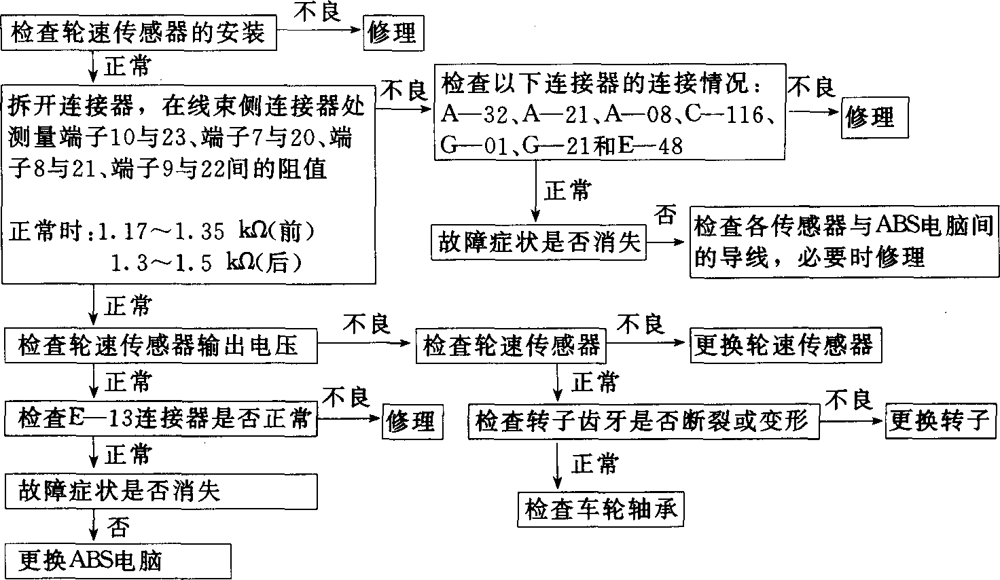 不良
检查轮速传感器的安装
修理
正常
不良
检查以下连接器的连接情况：
A—32、A—21、A—08、C—116、
G—01、G—21和E—48
不良
修理
拆开连接器，在线束侧连接器处
测量端子10与23、端子7与20、端
子8与21、端子9与22间的阻值
正常时：1.17～1.35 kΩ(前)
1.3～1.5 kΩ(后)
正常
故障症状是否消失
否
检查各传感器与ABS电脑间
的导线，必要时修理
正常
检查轮速传感器输出电压
不良
检查轮速传感器
不良
更换轮速传感器
正常
正常
检查E—13连接器是否正常
不良
修理
检查转子齿牙是否断裂或变形
不良
更换转子
正常
正常
故障症状是否消失
检查车轮轴承
否
更换ABS电脑